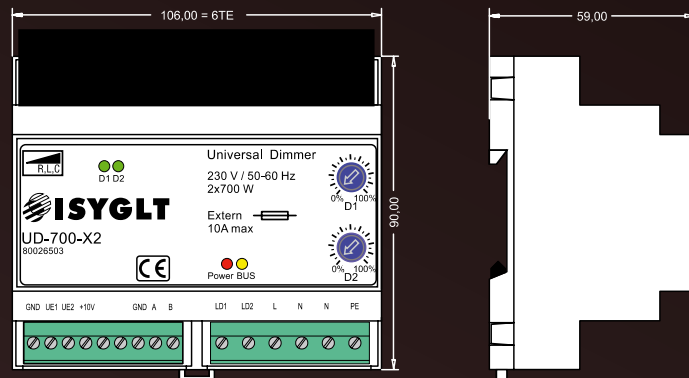 106,00 = 6TE
59,00
90,00
R,L,C
D1 D2
ISYGLT
UD-700-X2
80026503
CE
Universal Dimmer
230 V / 50-60 Hz
2x700 W
Extern
10A max
Power BUS
0% 100%
D1
0% 100%
D2
GND UE1 UE2 +10V GND A B
LD1 LD2 L N N PE